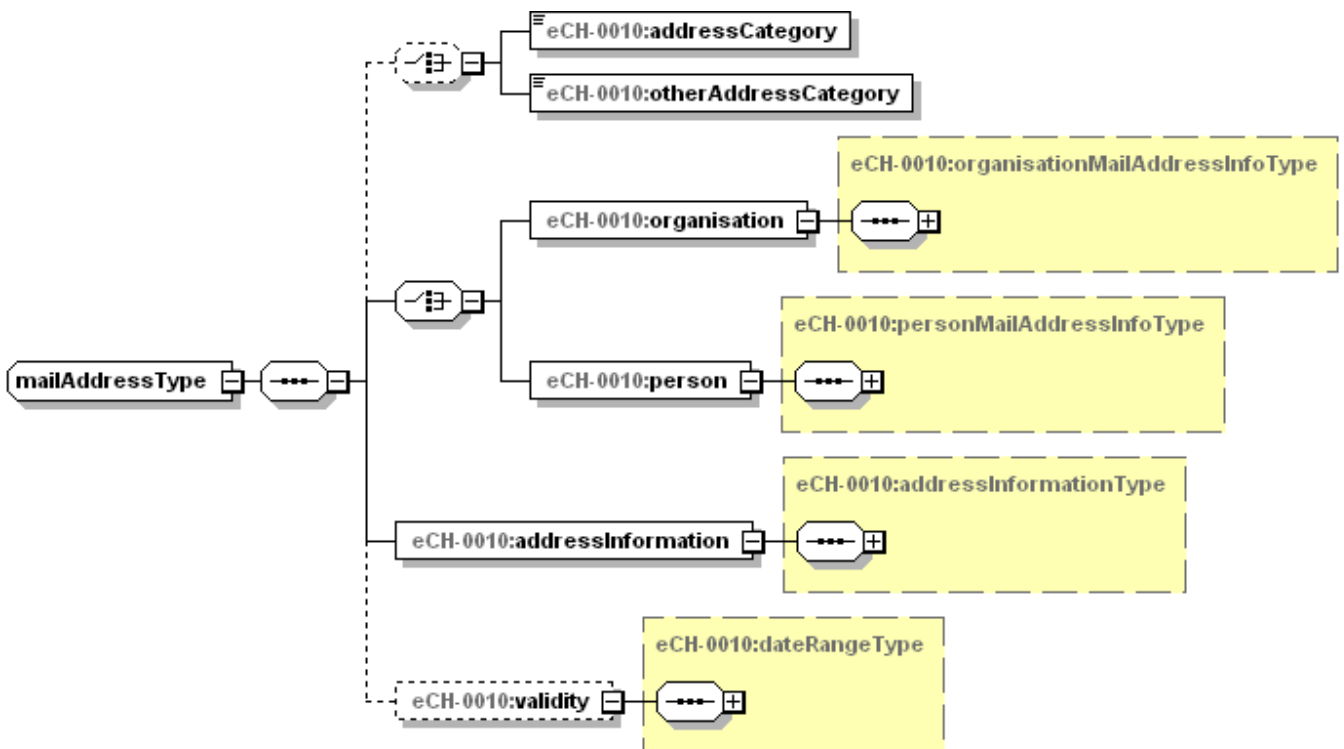 eCH-0010:addressCategory
eCH-0010:otherAddressCategory
eCH-0010:organisationMailAddressInfoType
eCH-0010:organisation
eCH-0010:personMailAddressInfoType
mailAddressType
eCH-0010:person
eCH-0010:addressInformationType
eCH-0010:addressInformation
eCH-0010:dateRangeType
eCH-0010:validity